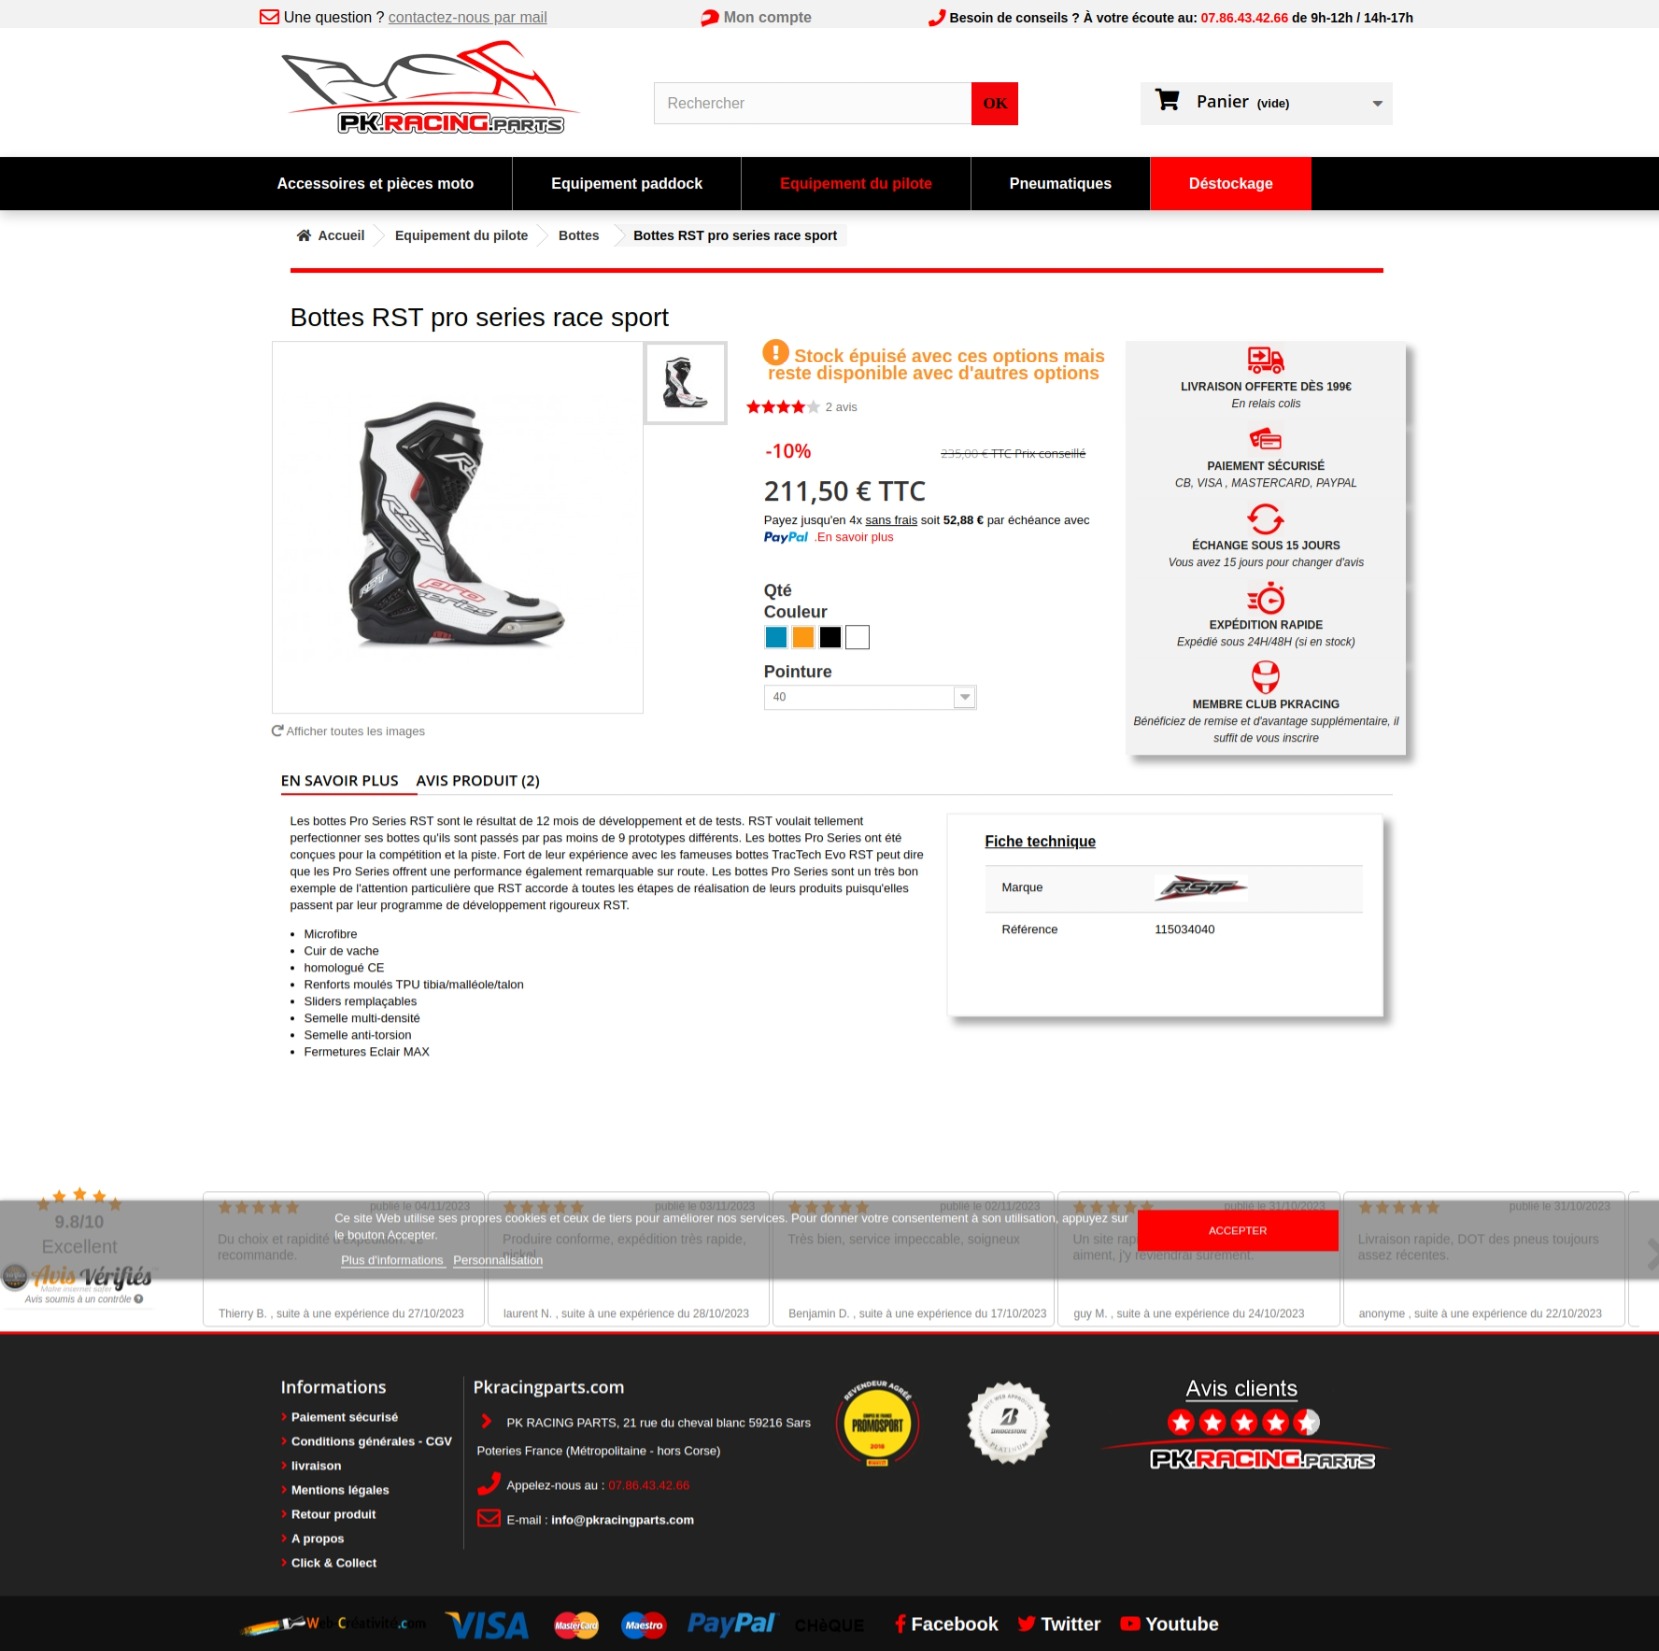 Une question ? contactez-nous par mail
Mon compte
Besoin de conseils ? À votre écoute au: 07.86.43.42.66 de 9h-12h / 14h-17h
PK.RACING.PARTS
Rechercher
OK
Panier (vide)
Accessoires et pièces moto
Equipement paddock
Equipement du pilote
Pneumatiques
Déstockage
Accueil
Equipement du pilote
Bottes
Bottes RST pro series race sport
Bottes RST pro series race sport
RST
pro
series
Afficher toutes les images
Stock épuisé avec ces options mais
reste disponible avec d'autres options
2 avis
-10%
235,00 € TTC Prix conseillé
211,50 € TTC
Payez jusqu'en 4x sans frais soit 52,88 € par échéance avec
PayPal .En savoir plus
Qté
Couleur
Pointure
40
LIVRAISON OFFERTE DÈS 199€
En relais colis
PAIEMENT SÉCURISÉ
CB, VISA , MASTERCARD, PAYPAL
ÉCHANGE SOUS 15 JOURS
Vous avez 15 jours pour changer d'avis
EXPÉDITION RAPIDE
Expédié sous 24H/48H (si en stock)
MEMBRE CLUB PKRACING
Bénéficiez de remise et d'avantage supplémentaire, il
suffit de vous inscrire
EN SAVOIR PLUS
AVIS PRODUIT (2)
Les bottes Pro Series RST sont le résultat de 12 mois de développement et de tests. RST voulait tellement
perfectionner ses bottes qu'ils sont passés par pas moins de 9 prototypes différents. Les bottes Pro Series ont été
conçues pour la compétition et la piste. Fort de leur expérience avec les fameuses bottes TracTech Evo RST peut dire
que les Pro Series offrent une performance également remarquable sur route. Les bottes Pro Series sont un très bon
exemple de l'attention particulière que RST accorde à toutes les étapes de réalisation de leurs produits puisqu'elles
passent par leur programme de développement rigoureux RST.
Microfibre
Cuir de vache
homologué CE
Renforts moulés TPU tibia/malléole/talon
Sliders remplaçables
Semelle multi-densité
Semelle anti-torsion
Fermetures Eclair MAX
Fiche technique
Marque
RST
Référence
115034040
9.8/10
Excellent
Avis Vérifiés
Avis soumis à un contrôle
publié le 04/11/2023
Du choix et rapidité
recommande.
Thierry B. , suite à une expérience du 27/10/2023
publié le 03/11/2023
Produire conforme, expédition très rapide,
nickel
laurent N. , suite à une expérience du 28/10/2023
publié le 02/11/2023
Très bien, service impeccable, soigneux
Benjamin D. , suite à une expérience du 17/10/2023
publié le 31/10/2023
Un site
aiment, j'y reviendrai surement.
guy M. , suite à une expérience du 24/10/2023
publié le 31/10/2023
Livraison rapide, DOT des pneus toujours
assez récentes.
anonyme , suite à une expérience du 22/10/2023
Ce site Web utilise ses propres cookies et ceux de tiers pour améliorer nos services. Pour donner votre consentement à son utilisation, appuyez sur
le bouton Accepter.
Plus d'informations
Personnalisation
ACCEPTER
Informations
Paiement sécurisé
Conditions générales - CGV
livraison
Mentions légales
Retour produit
A propos
Click & Collect
Pkracingparts.com
PK RACING PARTS, 21 rue du cheval blanc 59216 Sars
Poteries France (Métropolitaine - hors Corse)
Appelez-nous au : 07.86.43.42.66
E-mail : info@pkracingparts.com
REVENDEUR AGRÉÉ
PROMOSPORT
2018
BRIDGESTONE
PLATINUM
Avis clients
PK.RACING.PARTS
Web-Créativité.com
VISA
MasterCard
Maestro
PayPal
CHèQUE
Facebook
Twitter
Youtube